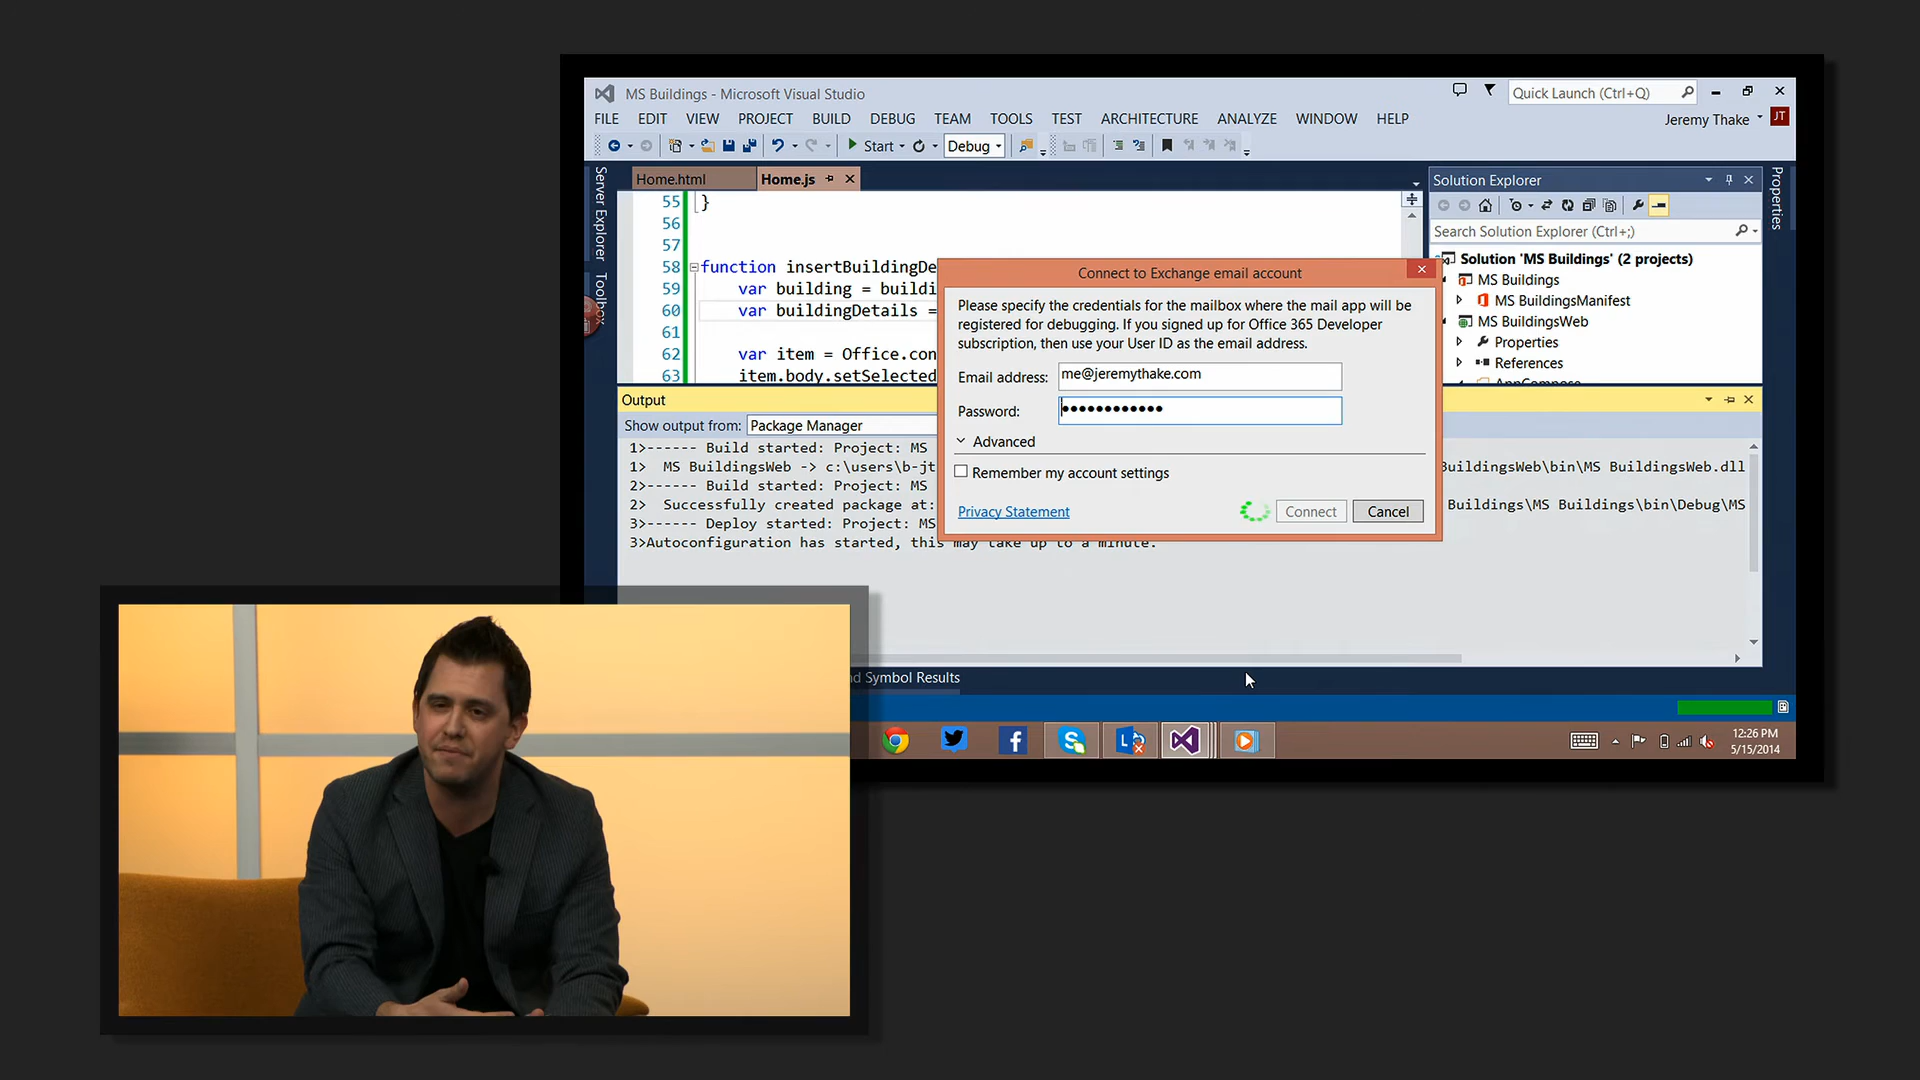 MS Buildings - Microsoft Visual Studio
Quick Launch (Ctrl+Q)
FILE EDIT VIEW PROJECT BUILD DEBUG TEAM TOOLS TEST ARCHITECTURE ANALYZE WINDOW HELP
Jeremy Thake JT
Start Debug
Server Explorer
Toolbox
Home.html Home.js
55 }
56
57
58 function insertBuildingDe
59 var building = buildi
60 var buildingDetails =
61
62 var item = Office.con
63 item.body.setSelected
Solution Explorer
Search Solution Explorer (Ctrl+;)
Solution 'MS Buildings' (2 projects)
MS Buildings
MS BuildingsManifest
MS BuildingsWeb
Properties
References
AppCompose
Properties
Connect to Exchange email account
Please specify the credentials for the mailbox where the mail app will be
registered for debugging. If you signed up for Office 365 Developer
subscription, then use your User ID as the email address.
Email address: me@jeremythake.com
Password: ••••••••••••
Advanced
Remember my account settings
Privacy Statement
Connect Cancel
Output
Show output from: Package Manager
1>------ Build started: Project: MS
1> MS BuildingsWeb -> c:\users\b-jt uildingsWeb\bin\MS BuildingsWeb.dll
2>------ Build started: Project: MS
2> Successfully created package at: Buildings\MS Buildings\bin\Debug\MS
3>------ Deploy started: Project: MS
3>Autoconfiguration has started, this may take up to a minute.
d Symbol Results
12:26 PM
5/15/2014